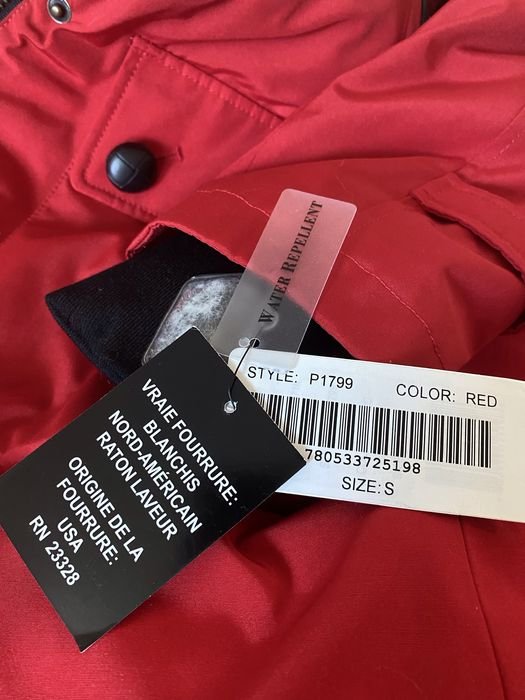 WATER REPELLENT
STYLE: P1799 COLOR: RED
780533725198
SIZE: S
VRAIE FOURRURE:
BLANCHIS
NORD-AMÉRICAIN
RATON LAVEUR
ORIGINE DE LA
FOURRURE:
USA
RN 23328